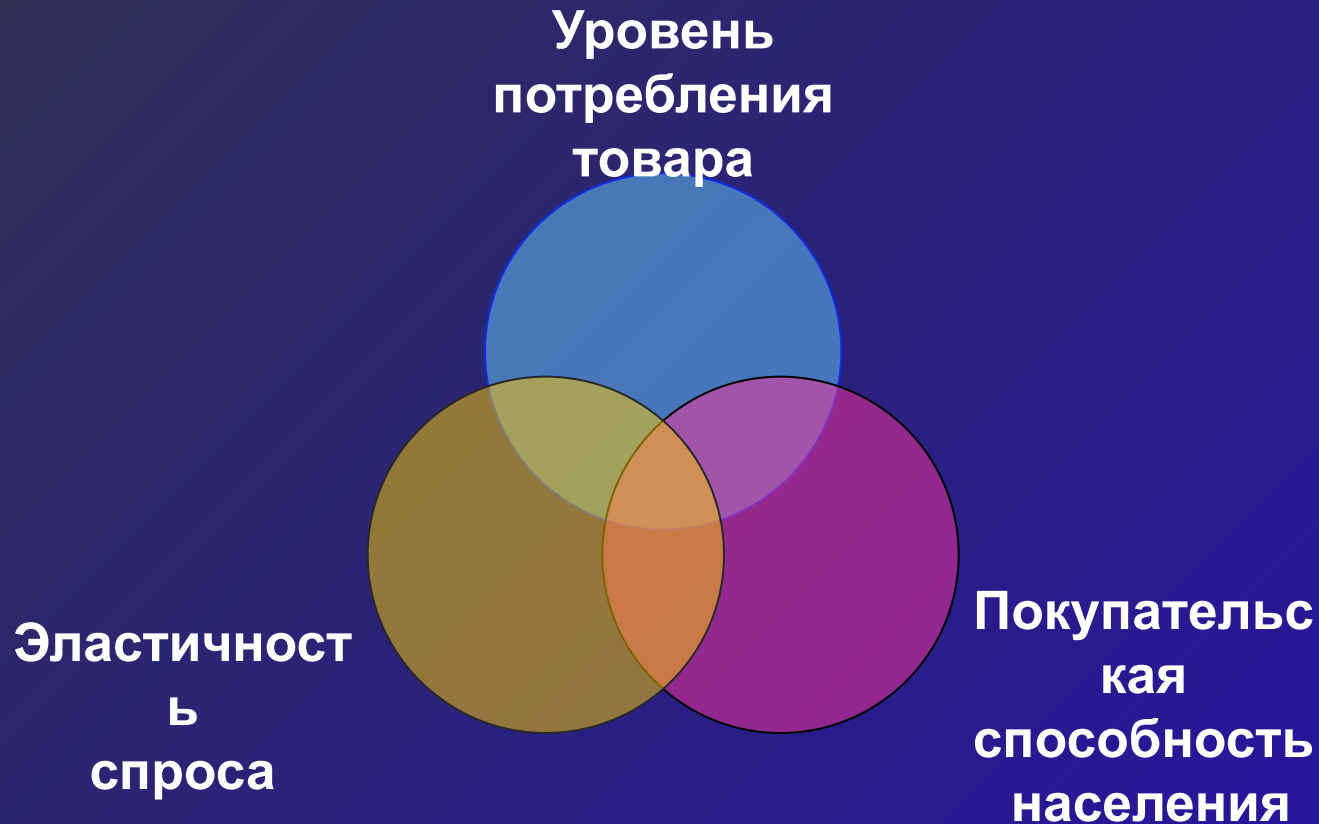 Уровень
потребления
товара
Эластичност
ь
спроса
Покупательс
кая
способность
населения